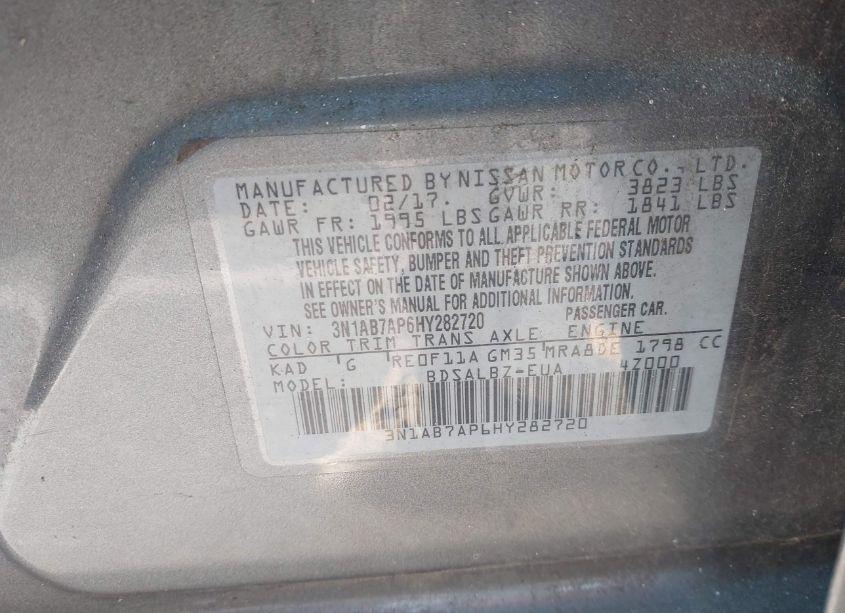 MANUFACTURED BY NISSAN MOTOR CO., LTD.
DATE: 02/17. GVWR: 3823 LBS
GAWR FR: 1995 LBS GAWR RR: 1841 LBS
THIS VEHICLE CONFORMS TO ALL APPLICABLE FEDERAL MOTOR
VEHICLE SAFETY, BUMPER AND THEFT PREVENTION STANDARDS
IN EFFECT ON THE DATE OF MANUFACTURE SHOWN ABOVE.
SEE OWNER'S MANUAL FOR ADDITIONAL INFORMATION.
VIN: 3N1AB7AP6HY282720 PASSENGER CAR.
COLOR TRIM TRANS AXLE ENGINE
KAD G RE0F11A GM35 MRA8DE 1798 CC
MODEL: BDSALBZ-EUA 4Z000
3N1AB7AP6HY282720